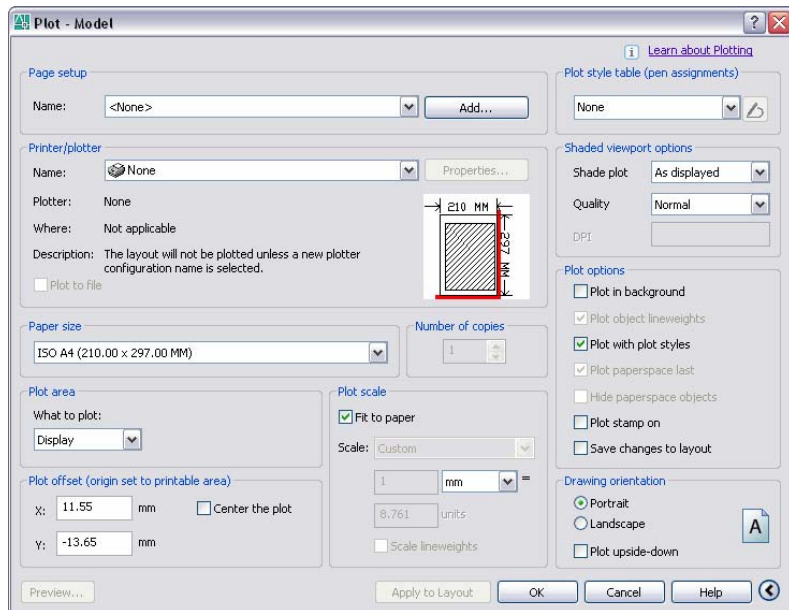 Plot - Model
Learn about Plotting
Page setup
Name: <None> Add...
Plot style table (pen assignments)
None
Printer/plotter
Name: None Properties...
Plotter: None
Where: Not applicable
Description: The layout will not be plotted unless a new plotter
configuration name is selected.
Plot to file
210 MM
297 MM
Shaded viewport options
Shade plot As displayed
Quality Normal
DPI
Paper size
ISO A4 (210.00 x 297.00 MM)
Number of copies
1
Plot options
Plot in background
Plot object lineweights
Plot with plot styles
Plot paperspace last
Hide paperspace objects
Plot stamp on
Save changes to layout
Plot area
What to plot:
Display
Plot scale
Fit to paper
Scale: Custom
1 mm =
8.761 units
Scale lineweights
Plot offset (origin set to printable area)
X: 11.55 mm Center the plot
Y: -13.65 mm
Drawing orientation
Portrait
Landscape
Plot upside-down
A
Preview... Apply to Layout OK Cancel Help